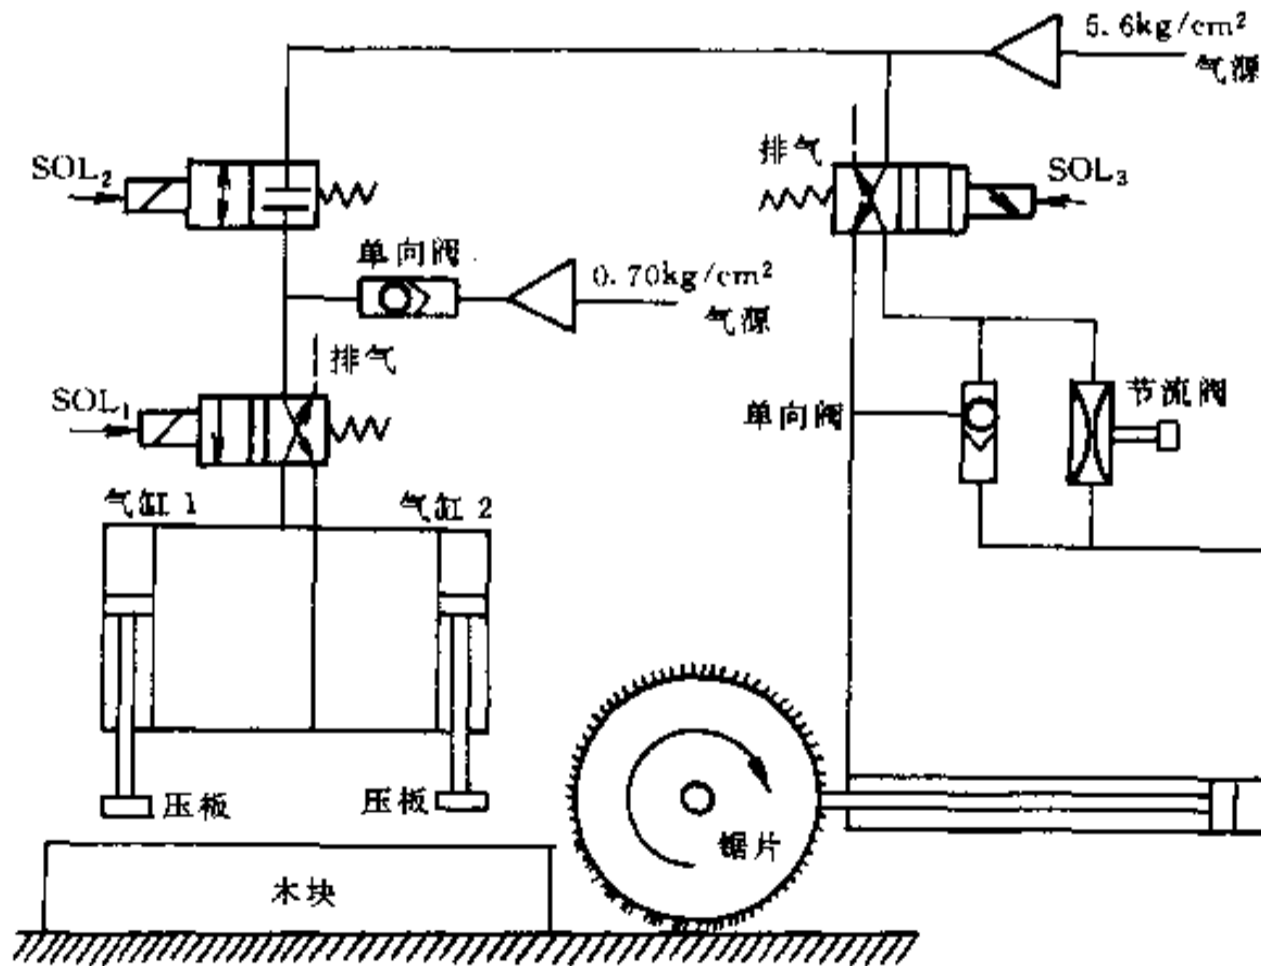 5.6kg/cm²
气源
排气
SOL₂
SOL₃
单向阀
0.70kg/cm²
气源
排气
SOL₁
节流阀
单向阀
气缸 1
气缸 2
压板
压板
锯片
木块